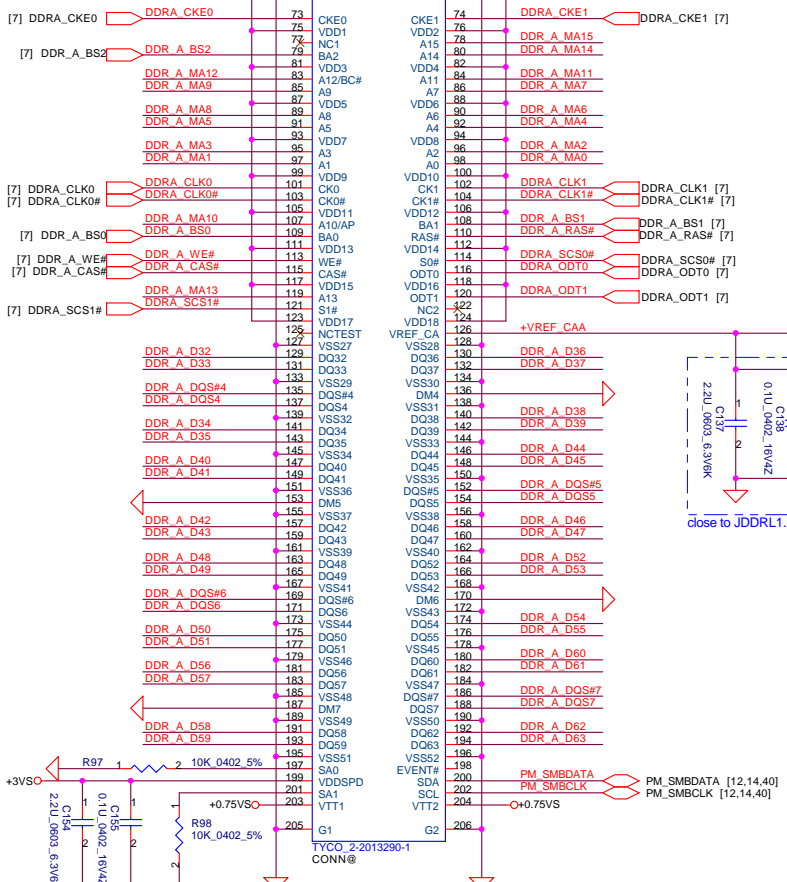 [7] DDRA_CKE0 DDRA_CKE0 73 CKE0 CKE1 74 DDRA_CKE1 DDRA_CKE1 [7]
75 VDD1 VDD2 76
77 NC1 A15 78 DDR_A_MA15
[7] DDR_A_BS2 DDR_A_BS2 79 BA2 A14 80 DDR_A_MA14
81 VDD3 VDD4 82
DDR_A_MA12 83 A12/BC# A11 84 DDR_A_MA11
DDR_A_MA9 85 A9 A7 86 DDR_A_MA7
87 VDD5 VDD6 88
DDR_A_MA8 89 A8 A6 90 DDR_A_MA6
DDR_A_MA5 91 A5 A4 92 DDR_A_MA4
93 VDD7 VDD8 94
DDR_A_MA3 95 A3 A2 96 DDR_A_MA2
DDR_A_MA1 97 A1 A0 98 DDR_A_MA0
99 VDD9 VDD10 100
[7] DDRA_CLK0 DDRA_CLK0 101 CK0 CK1 102 DDRA_CLK1 DDRA_CLK1 [7]
[7] DDRA_CLK0# DDRA_CLK0# 103 CK0# CK1# 104 DDRA_CLK1# DDRA_CLK1# [7]
105 VDD11 VDD12 106
DDR_A_MA10 107 A10/AP BA1 108 DDR_A_BS1 DDR_A_BS1 [7]
[7] DDR_A_BS0 DDR_A_BS0 109 BA0 RAS# 110 DDR_A_RAS# DDR_A_RAS# [7]
111 VDD13 VDD14 112
[7] DDR_A_WE# DDR_A_WE# 113 WE# S0# 114 DDRA_SCS0# DDRA_SCS0# [7]
[7] DDR_A_CAS# DDR_A_CAS# 115 CAS# ODT0 116 DDRA_ODT0 DDRA_ODT0 [7]
117 VDD15 VDD16 118
DDR_A_MA13 119 A13 ODT1 120 DDRA_ODT1 DDRA_ODT1 [7]
[7] DDRA_SCS1# DDRA_SCS1# 121 S1# NC2 122
123 VDD17 VDD18 124
125 NCTEST VREF_CA 126 +VREF_CAA
127 VSS27 VSS28 128
DDR_A_D32 129 DQ32 DQ36 130 DDR_A_D36
DDR_A_D33 131 DQ33 DQ37 132 DDR_A_D37
133 VSS29 VSS30 134
DDR_A_DQS#4 135 DQS#4 DM4 136
DDR_A_DQS4 137 DQS4 VSS31 138
139 VSS32 DQ38 140 DDR_A_D38
DDR_A_D34 141 DQ34 DQ39 142 DDR_A_D39
DDR_A_D35 143 DQ35 VSS33 144
145 VSS34 DQ44 146 DDR_A_D44
DDR_A_D40 147 DQ40 DQ45 148 DDR_A_D45
DDR_A_D41 149 DQ41 VSS35 150
151 VSS36 DQS#5 152 DDR_A_DQS#5
153 DM5 DQS5 154 DDR_A_DQS5
155 VSS37 VSS38 156
DDR_A_D42 157 DQ42 DQ46 158 DDR_A_D46
DDR_A_D43 159 DQ43 DQ47 160 DDR_A_D47
161 VSS39 VSS40 162
DDR_A_D48 163 DQ48 DQ52 164 DDR_A_D52
DDR_A_D49 165 DQ49 DQ53 166 DDR_A_D53
167 VSS41 VSS42 168
DDR_A_DQS#6 169 DQS#6 DM6 170
DDR_A_DQS6 171 DQS6 VSS43 172
173 VSS44 DQ54 174 DDR_A_D54
DDR_A_D50 175 DQ50 DQ55 176 DDR_A_D55
DDR_A_D51 177 DQ51 VSS45 178
179 VSS46 DQ60 180 DDR_A_D60
DDR_A_D56 181 DQ56 DQ61 182 DDR_A_D61
DDR_A_D57 183 DQ57 VSS47 184
185 VSS48 DQS#7 186 DDR_A_DQS#7
187 DM7 DQS7 188 DDR_A_DQS7
189 VSS49 VSS50 190
DDR_A_D58 191 DQ58 DQ62 192 DDR_A_D62
DDR_A_D59 193 DQ59 DQ63 194 DDR_A_D63
195 VSS51 VSS52 196
R97 1 2 10K_0402_5% 197 SA0 EVENT# 198
+3VS 199 VDDSPD SDA 200 PM_SMBDATA PM_SMBDATA [12,14,40]
201 SA1 SCL 202 PM_SMBCLK PM_SMBCLK [12,14,40]
+0.75VS 203 VTT1 VTT2 204 +0.75VS
205 G1 G2 206
TYCO_2-2013290-1
CONN@
1
R98
10K_0402_5%
2
C154
2.2U_0603_6.3V6
1
2
C155
0.1U_0402_16V4Z
1
2
C137
2.2U_0603_6.3V6K
1
2
C138
0.1U_0402_16V4Z
close to JDDRL1.